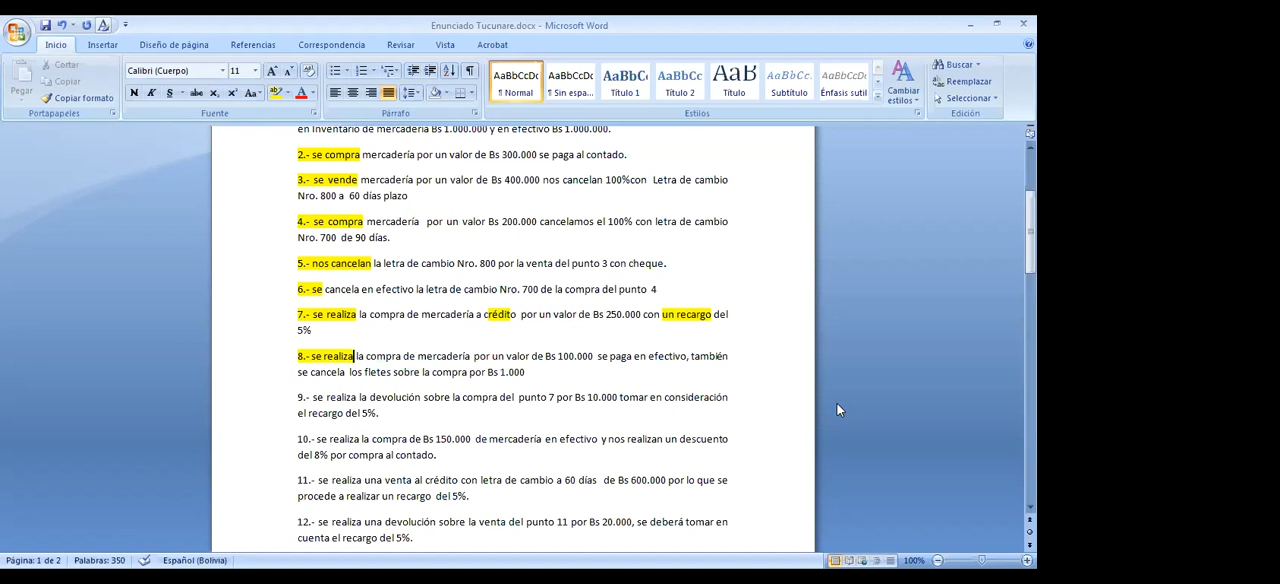 Enunciado Tucunare.docx - Microsoft Word
Inicio Insertar Diseño de página Referencias Correspondencia Revisar Vista Acrobat
Cortar
Copiar
Pegar
Copiar formato
Portapapeles
Calibri (Cuerpo) 11
N K S abc x₂ x² Aa
Fuente
Párrafo
AaBbCcDc AaBbCcDc AaBbC AaBbCc AaB AaBbCc. AaBbCcDc
¶ Normal ¶ Sin espa... Título 1 Título 2 Título Subtítulo Énfasis sutil
Cambiar estilos
Estilos
Buscar
Reemplazar
Seleccionar
Edición
en Inventario de mercadería Bs 1.000.000 y en efectivo Bs 1.000.000.
2.- se compra mercadería por un valor de Bs 300.000 se paga al contado.
3.- se vende mercadería por un valor de Bs 400.000 nos cancelan 100%con Letra de cambio
Nro. 800 a 60 días plazo
4.- se compra mercadería por un valor Bs 200.000 cancelamos el 100% con letra de cambio
Nro. 700 de 90 días.
5.- nos cancelan la letra de cambio Nro. 800 por la venta del punto 3 con cheque.
6.- se cancela en efectivo la letra de cambio Nro. 700 de la compra del punto 4
7.- se realiza la compra de mercadería a crédito por un valor de Bs 250.000 con un recargo del
5%
8.- se realiza la compra de mercadería por un valor de Bs 100.000 se paga en efectivo, también
se cancela los fletes sobre la compra por Bs 1.000
9.- se realiza la devolución sobre la compra del punto 7 por Bs 10.000 tomar en consideración
el recargo del 5%.
10.- se realiza la compra de Bs 150.000 de mercadería en efectivo y nos realizan un descuento
del 8% por compra al contado.
11.- se realiza una venta al crédito con letra de cambio a 60 días de Bs 600.000 por lo que se
procede a realizar un recargo del 5%.
12.- se realiza una devolución sobre la venta del punto 11 por Bs 20.000, se deberá tomar en
cuenta el recargo del 5%.
Página: 1 de 2 Palabras: 350 Español (Bolivia) 100%